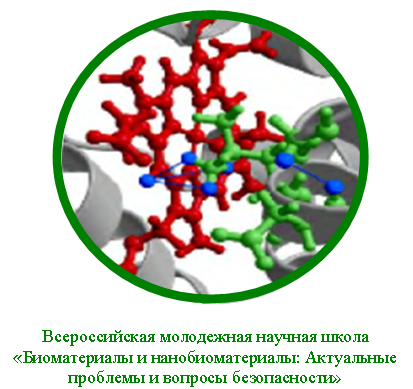 Всероссийская молодежная научная школа
«Биоматериалы и нанобиоматериалы: Актуальные
проблемы и вопросы безопасности»